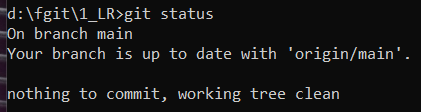 d:\fgit\1_LR>git status
On branch main
Your branch is up to date with 'origin/main'.
nothing to commit, working tree clean